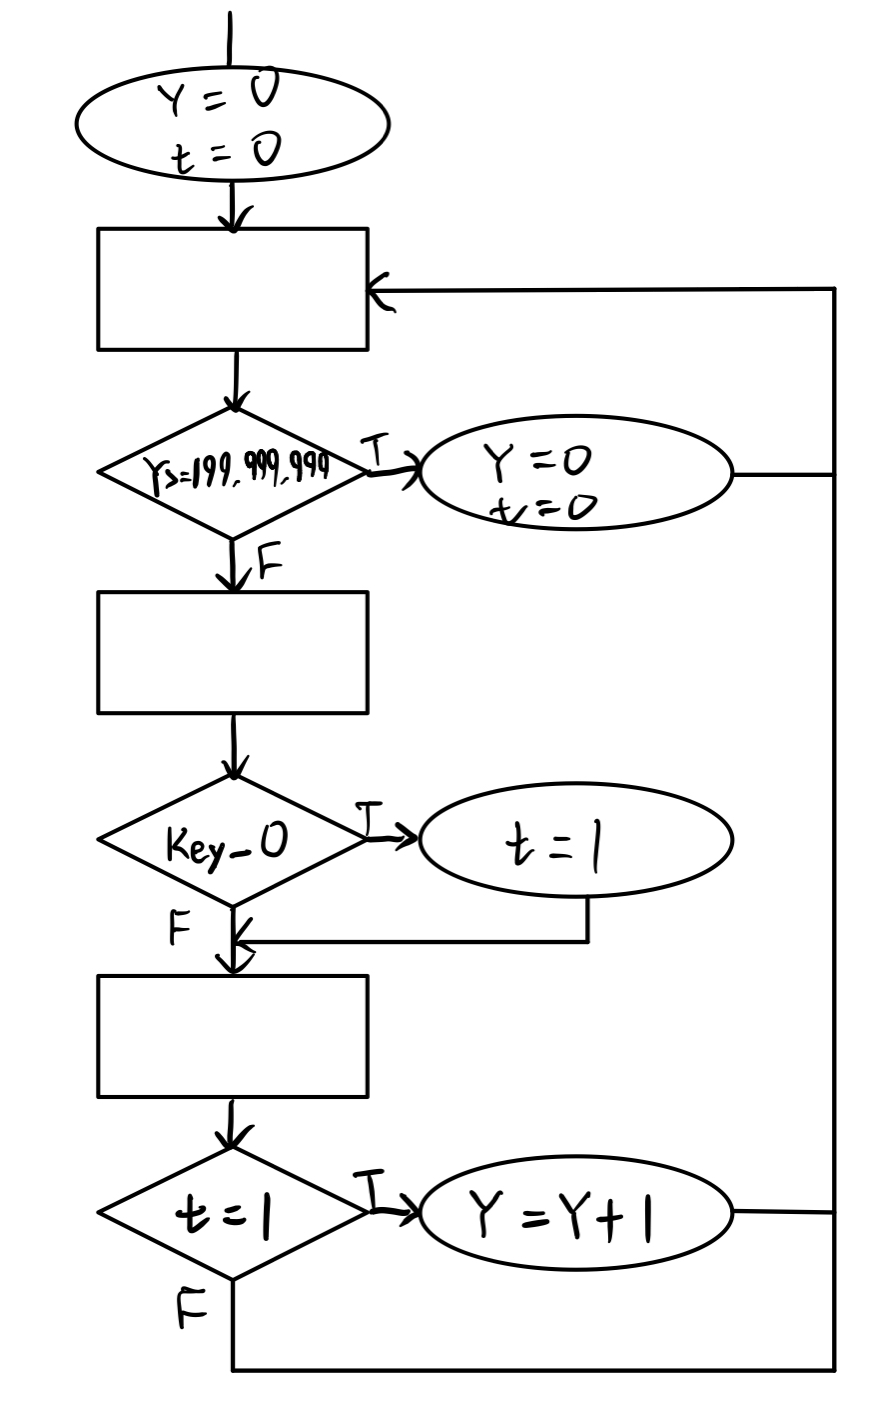 Y = 0
t = 0
Y>=199,999,999
T
Y=0
t=0
F
Key_0
T
t=1
F
t=1
T
Y=Y+1
F